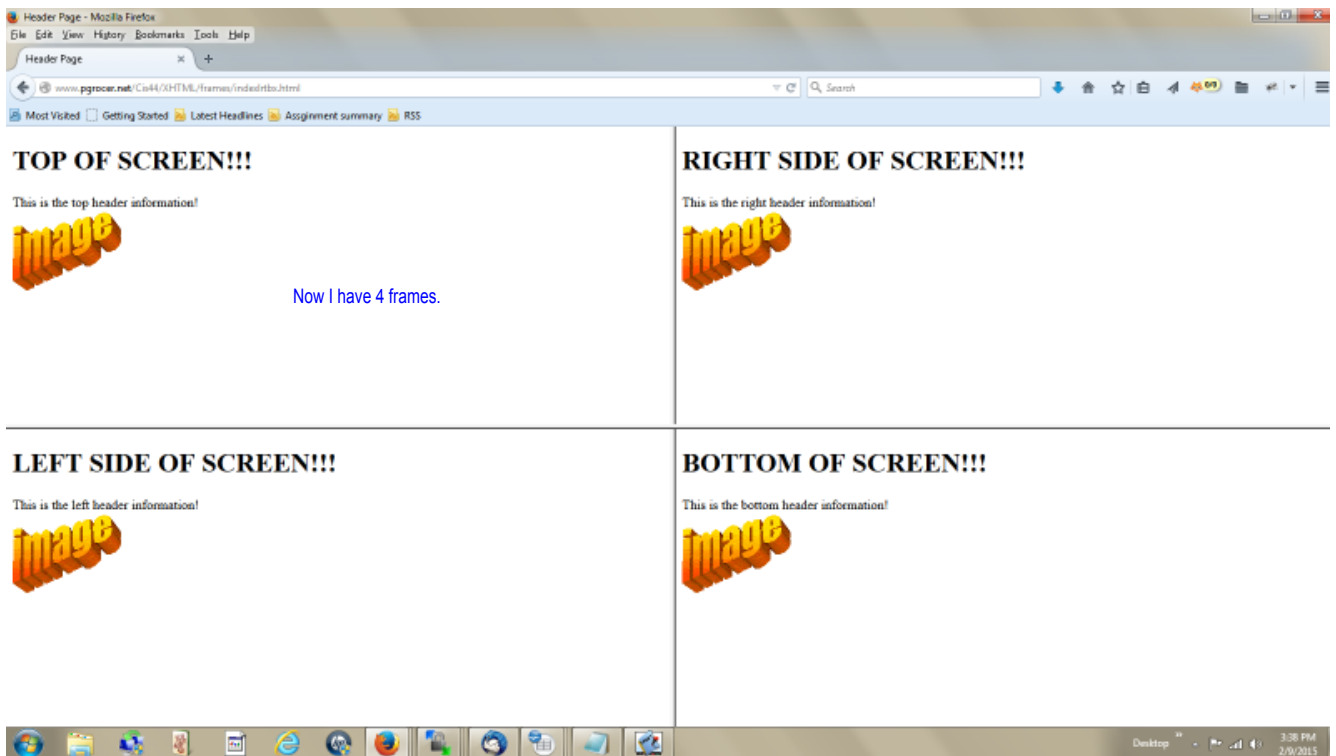 Header Page - Mozilla Firefox
File Edit View History Bookmarks Tools Help
Header Page × +
www.pgrocer.net/Cis44/XHTML/frames/indexlrtbx.html
Search
Most Visited Getting Started Latest Headlines Assginment summary RSS
TOP OF SCREEN!!!
This is the top header information!
image
Now I have 4 frames.
RIGHT SIDE OF SCREEN!!!
This is the right header information!
image
LEFT SIDE OF SCREEN!!!
This is the left header information!
image
BOTTOM OF SCREEN!!!
This is the bottom header information!
image
Desktop
3:38 PM
2/9/2015